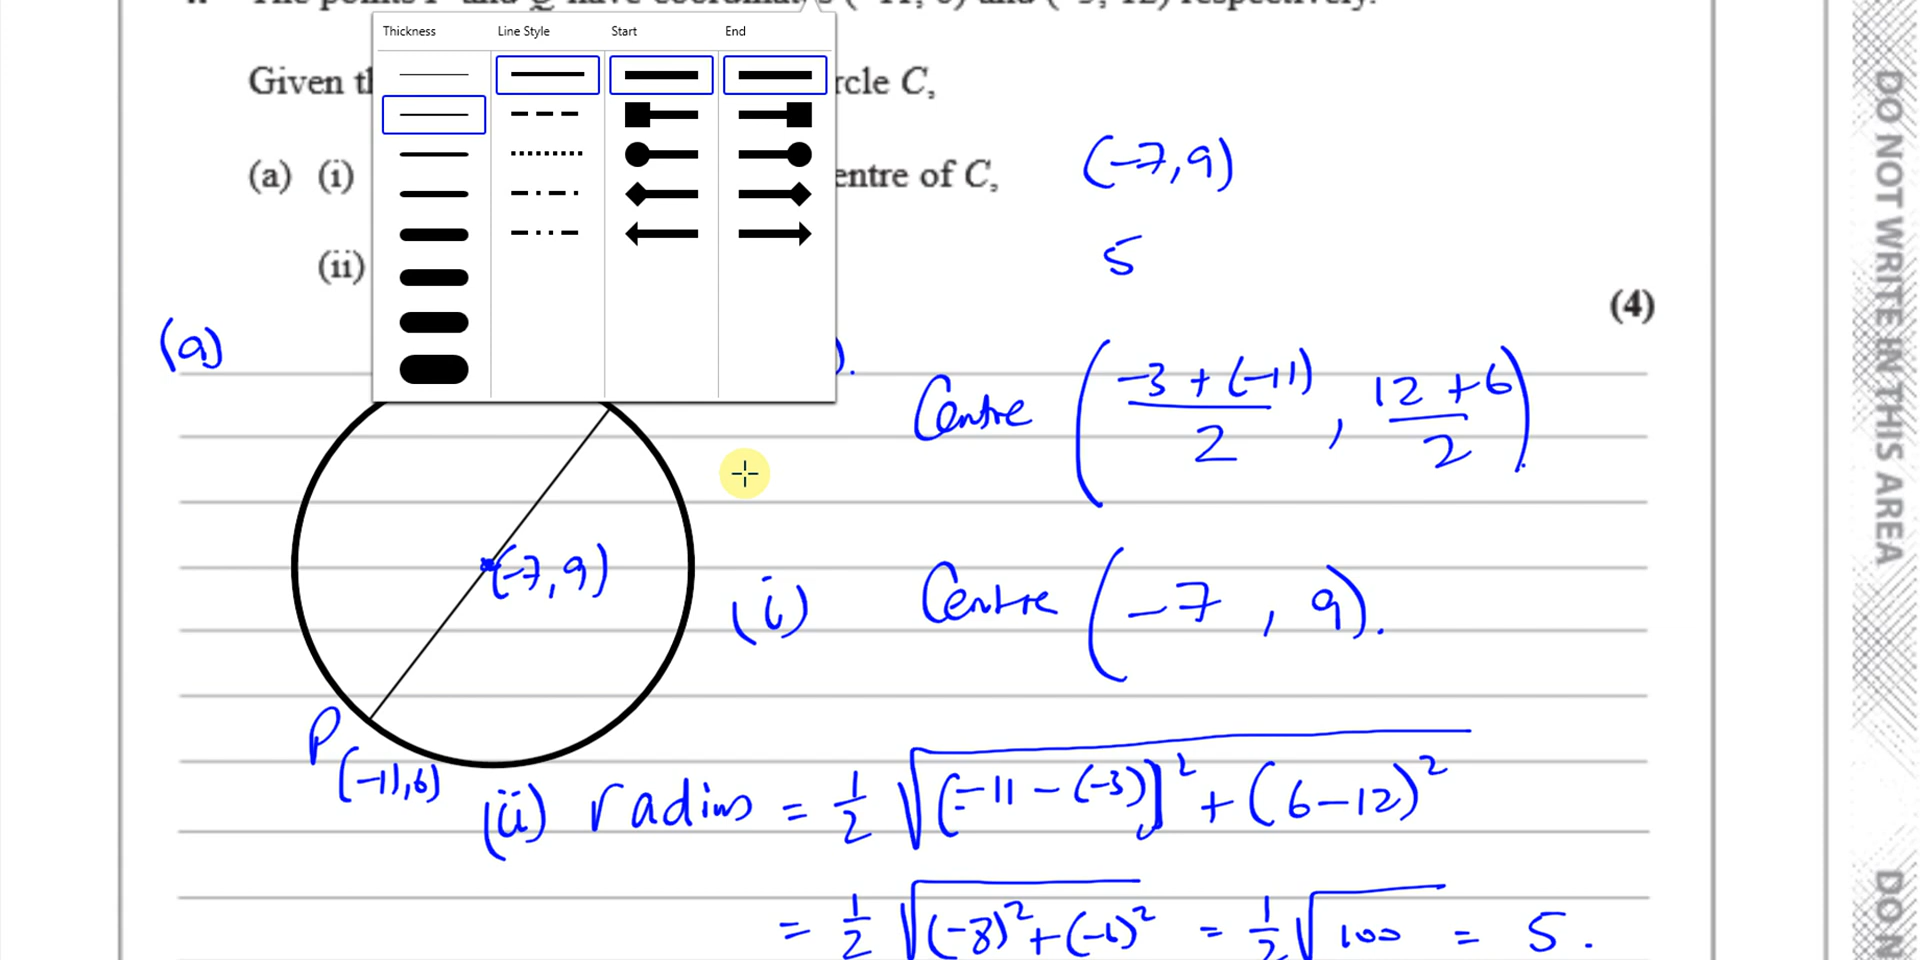 Thickness Line Style Start End
Given rcle C,
(a) (i) entre of C, (-7, 9)
(ii) 5
(4)
(a) ).
Centre ( -3 + (-11) / 2 , 12 + 6 / 2 )
(-7, 9)
(i) Centre ( -7 , 9 ).
P
(-11, 6)
(ii) radius = 1/2 √[-11 - (-3)]² + (6 - 12)²
= 1/2 √(-8)² + (-6)² = 1/2 √100 = 5 .
DO NOT WRITE IN THIS AREA
DO N